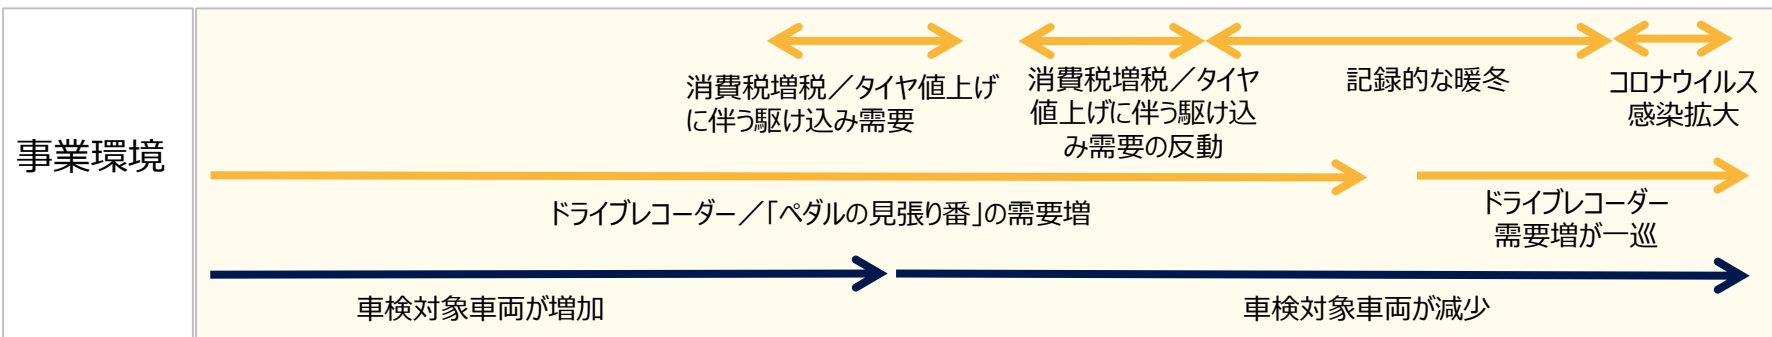 事業環境
消費税増税／タイヤ値上げ
に伴う駆け込み需要
消費税増税／タイヤ
値上げに伴う駆け込
み需要の反動
記録的な暖冬
コロナウイルス
感染拡大
ドライブレコーダー／「ペダルの見張り番」の需要増
ドライブレコーダー
需要増が一巡
車検対象車両が増加
車検対象車両が減少